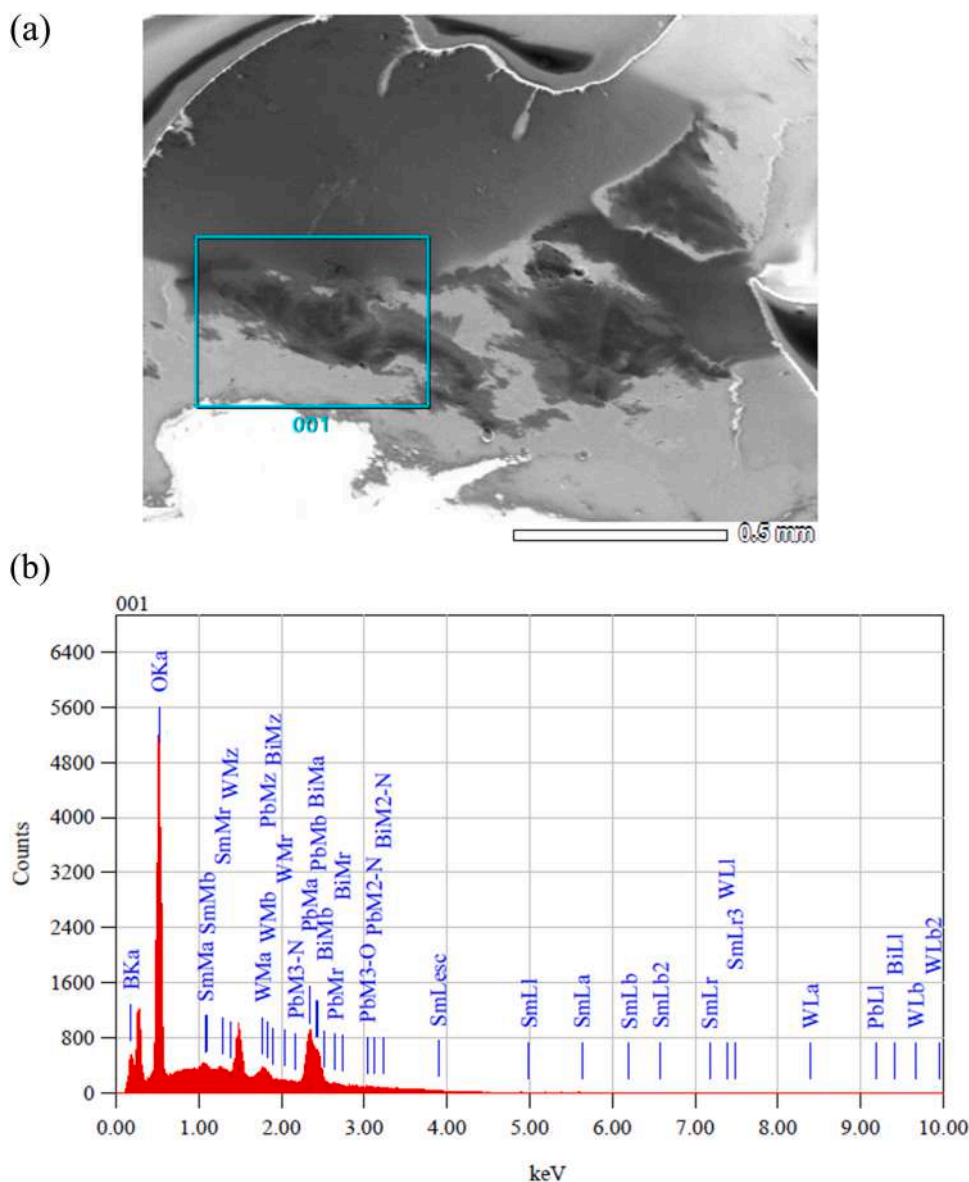 (a)
001
0.5 mm
(b)
001
Counts
6400
5600
4800
4000
3200
2400
1600
800
0
BKa
OKa
SmMa
SmMb
SmMr
WMz
WMa
WMb
PbMz
BiMz
WMr
PbM3-N
PbMa
PbMb
BiMa
BiMb
PbMr
BiMr
PbM3-O
PbM2-N
BiM2-N
SmLesc
SmLl
SmLa
SmLb
SmLb2
SmLr
SmLr3
WLl
WLa
PbLl
BiLl
WLb
WLb2
0.00 1.00 2.00 3.00 4.00 5.00 6.00 7.00 8.00 9.00 10.00
keV